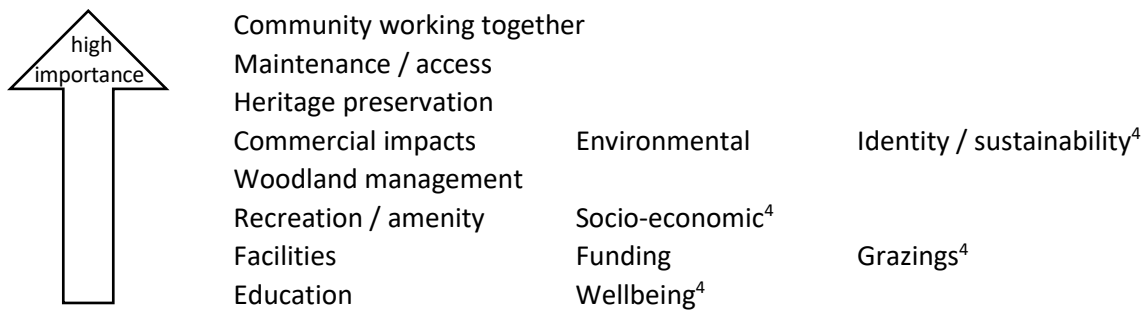 high
importance
Community working together
Maintenance / access
Heritage preservation
Commercial impacts Environmental Identity / sustainability⁴
Woodland management
Recreation / amenity Socio-economic⁴
Facilities Funding Grazings⁴
Education Wellbeing⁴